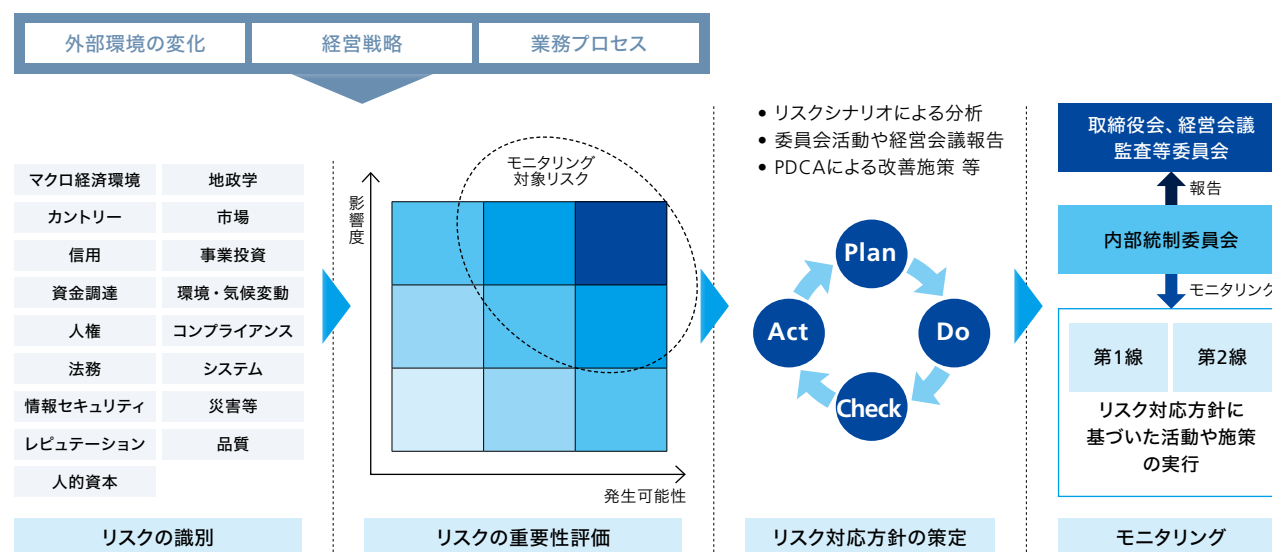 外部環境の変化
経営戦略
業務プロセス
マクロ経済環境
地政学
カントリー
市場
信用
事業投資
資金調達
環境・気候変動
人権
コンプライアンス
法務
システム
情報セキュリティ
災害等
レピュテーション
品質
人的資本
リスクの識別
モニタリング
対象リスク
影響度
発生可能性
リスクの重要性評価
• リスクシナリオによる分析
• 委員会活動や経営会議報告
• PDCAによる改善施策 等
Plan
Do
Check
Act
リスク対応方針の策定
取締役会、経営会議
監査等委員会
報告
内部統制委員会
モニタリング
第1線
第2線
リスク対応方針に
基づいた活動や施策
の実行
モニタリング